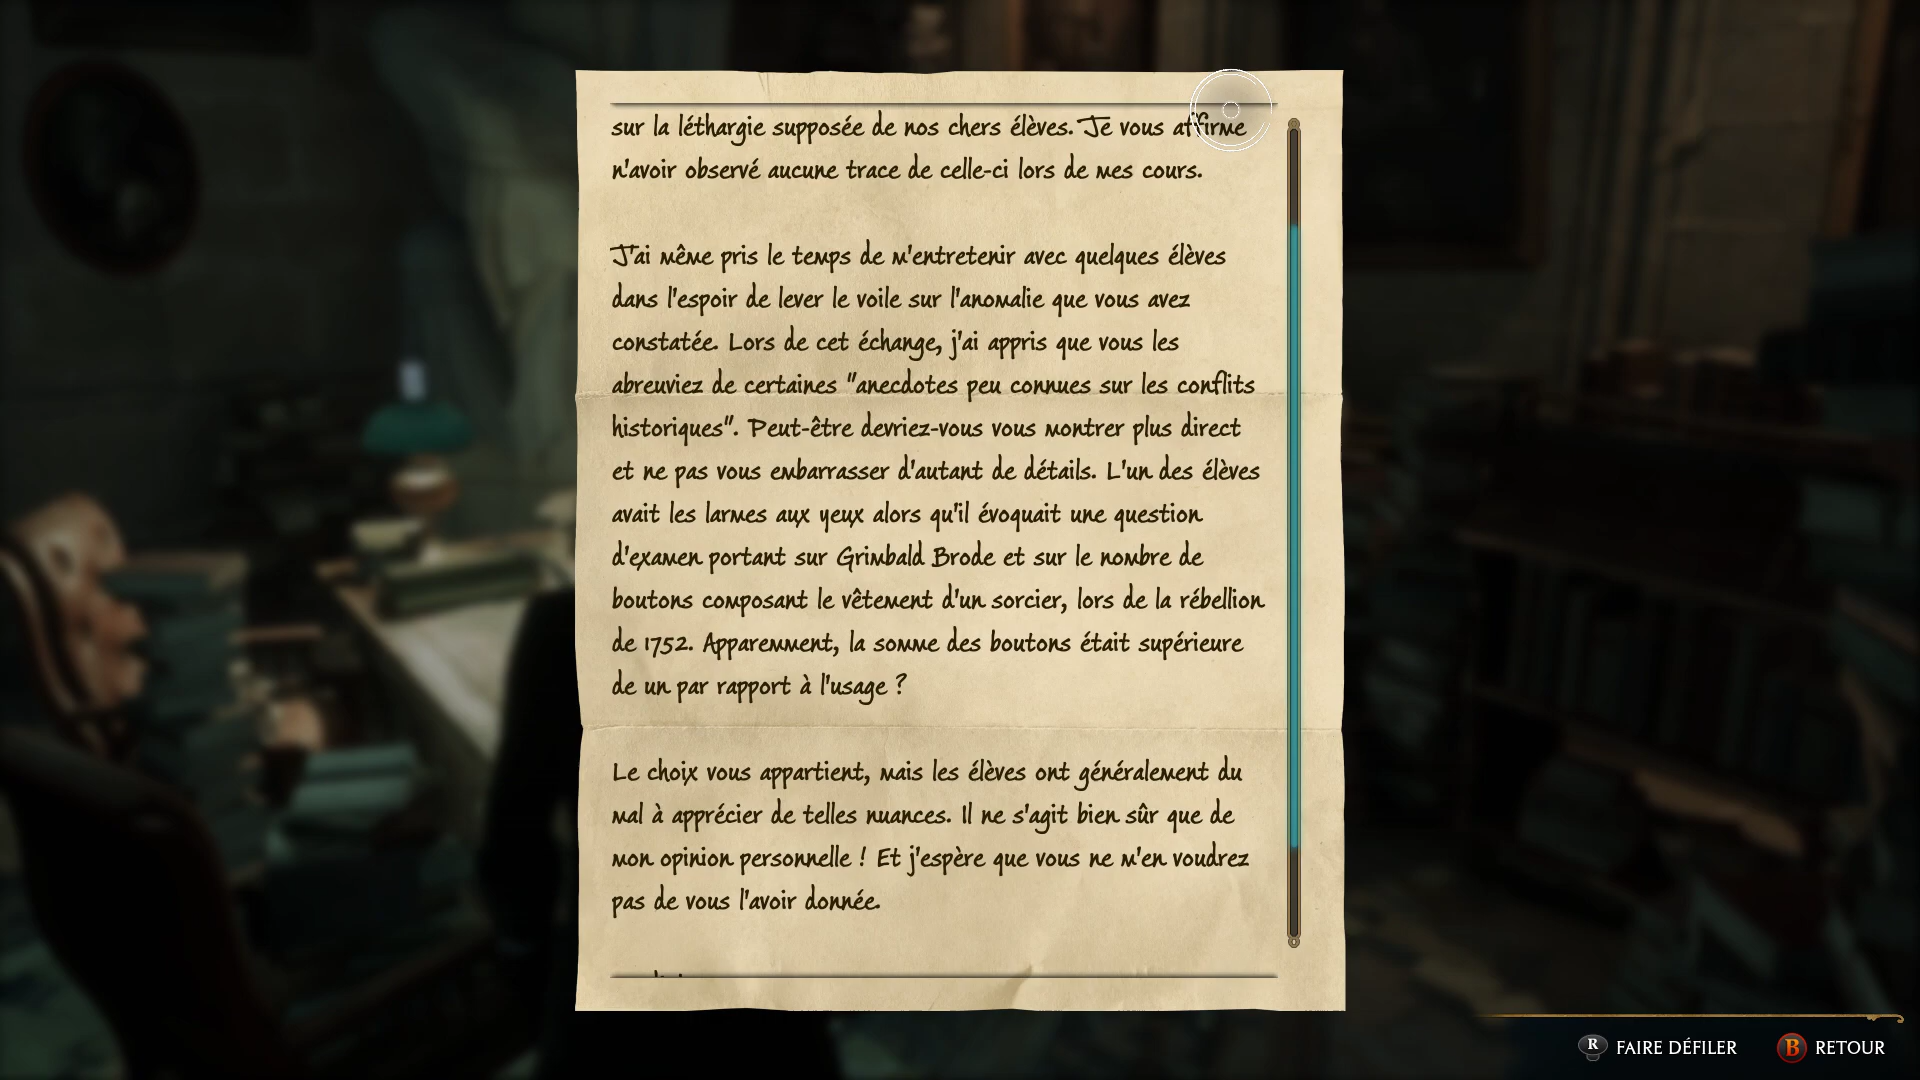 sur la léthargie supposée de nos chers élèves. Je vous affirme
n'avoir observé aucune trace de celle-ci lors de mes cours.
J'ai même pris le temps de m'entretenir avec quelques élèves
dans l'espoir de lever le voile sur l'anomalie que vous avez
constatée. Lors de cet échange, j'ai appris que vous les
abreuviez de certaines "anecdotes peu connues sur les conflits
historiques". Peut-être devriez-vous vous montrer plus direct
et ne pas vous embarrasser d'autant de détails. L'un des élèves
avait les larmes aux yeux alors qu'il évoquait une question
d'examen portant sur Grimbald Brode et sur le nombre de
boutons composant le vêtement d'un sorcier, lors de la rébellion
de 1752. Apparemment, la somme des boutons était supérieure
de un par rapport à l'usage ?
Le choix vous appartient, mais les élèves ont généralement du
mal à apprécier de telles nuances. Il ne s'agit bien sûr que de
mon opinion personnelle ! Et j'espère que vous ne m'en voudrez
pas de vous l'avoir donnée.
R FAIRE DÉFILER
B RETOUR